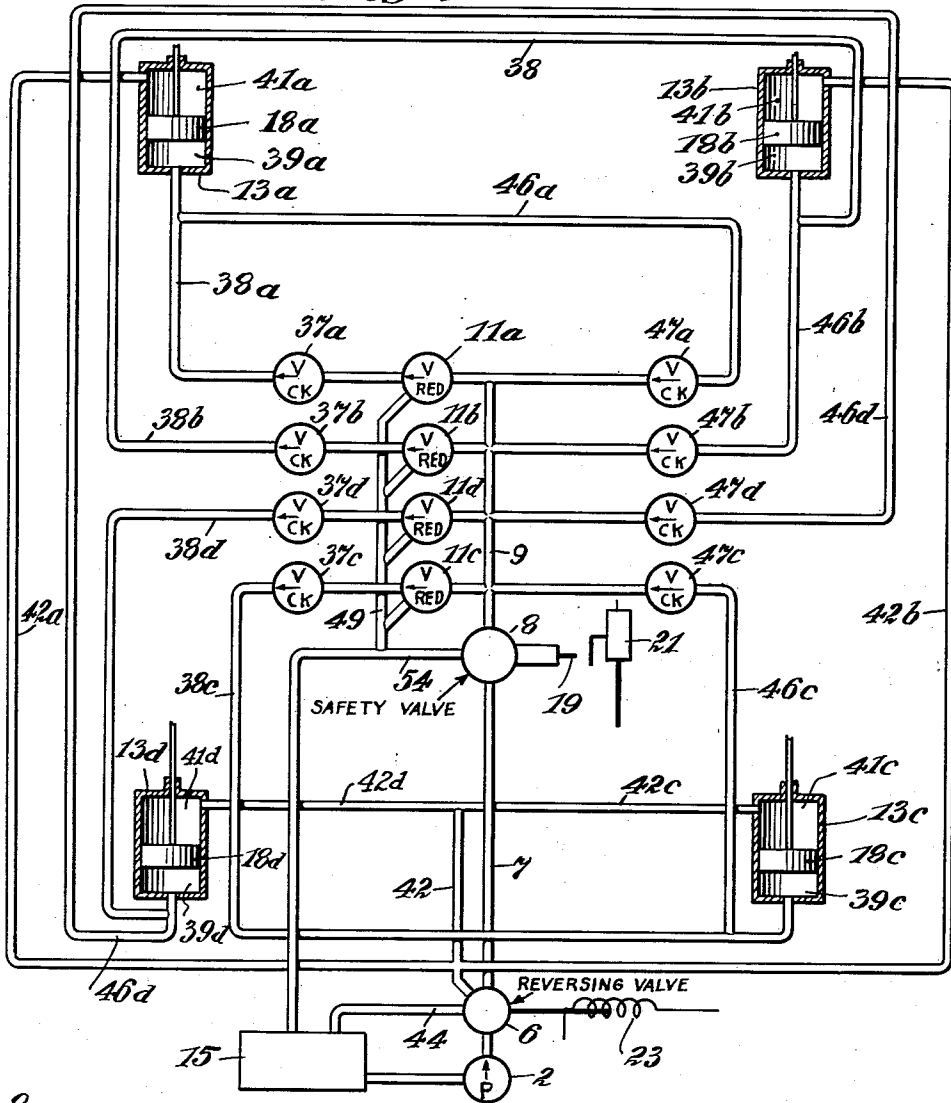 38
41a
18a
39a
13a
13b
41b
18b
39b
46a
38a
46b
37a
11a
47a
V
CK
V
RED
V
CK
46d
38b
37b
11b
47b
V
CK
V
RED
V
CK
37d
11d
47d
V
CK
V
RED
V
CK
38d
9
37c
11c
47c
V
CK
V
RED
V
CK
42a
49
8
21
42b
38c
54
19
46c
SAFETY VALVE
13d
41d
42d
42c
41c
13c
18d
18c
42
7
39d
39c
46d
REVERSING VALVE
44
6
23
15
P
2